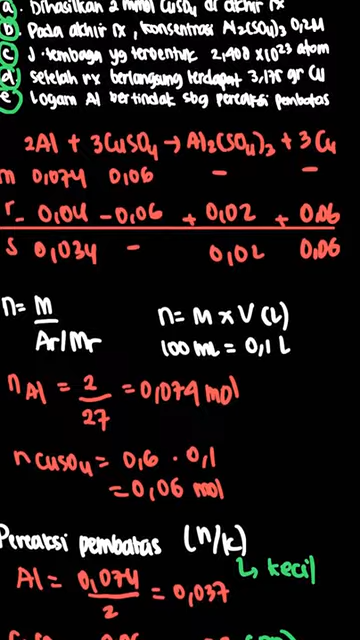 a. Dihasilkan 2 mmol CuSO4 di akhir rx
b. Pada akhir rx, konsentrasi Al2(SO4)3 0,2M
c. J. tembaga yg terbentuk 2,408 x 10^23 atom
d. setelah rx berlangsung terdapat 3,175 gr Cu
e. Logam Al bertindak sbg pereaksi pembatas
2Al + 3CuSO4 → Al2(SO4)3 + 3Cu
m 0,074 0,06 - -
r - 0,04 - 0,06 + 0,02 + 0,06
s 0,034 - 0,02 0,06
n = m / Ar/Mr
n = M x V (L)
100 mL = 0,1 L
n Al = 2/27 = 0,074 mol
n CuSO4 = 0,6 . 0,1
= 0,06 mol
Pereaksi pembatas (n/k)
↳ kecil
Al = 0,074/2 = 0,037